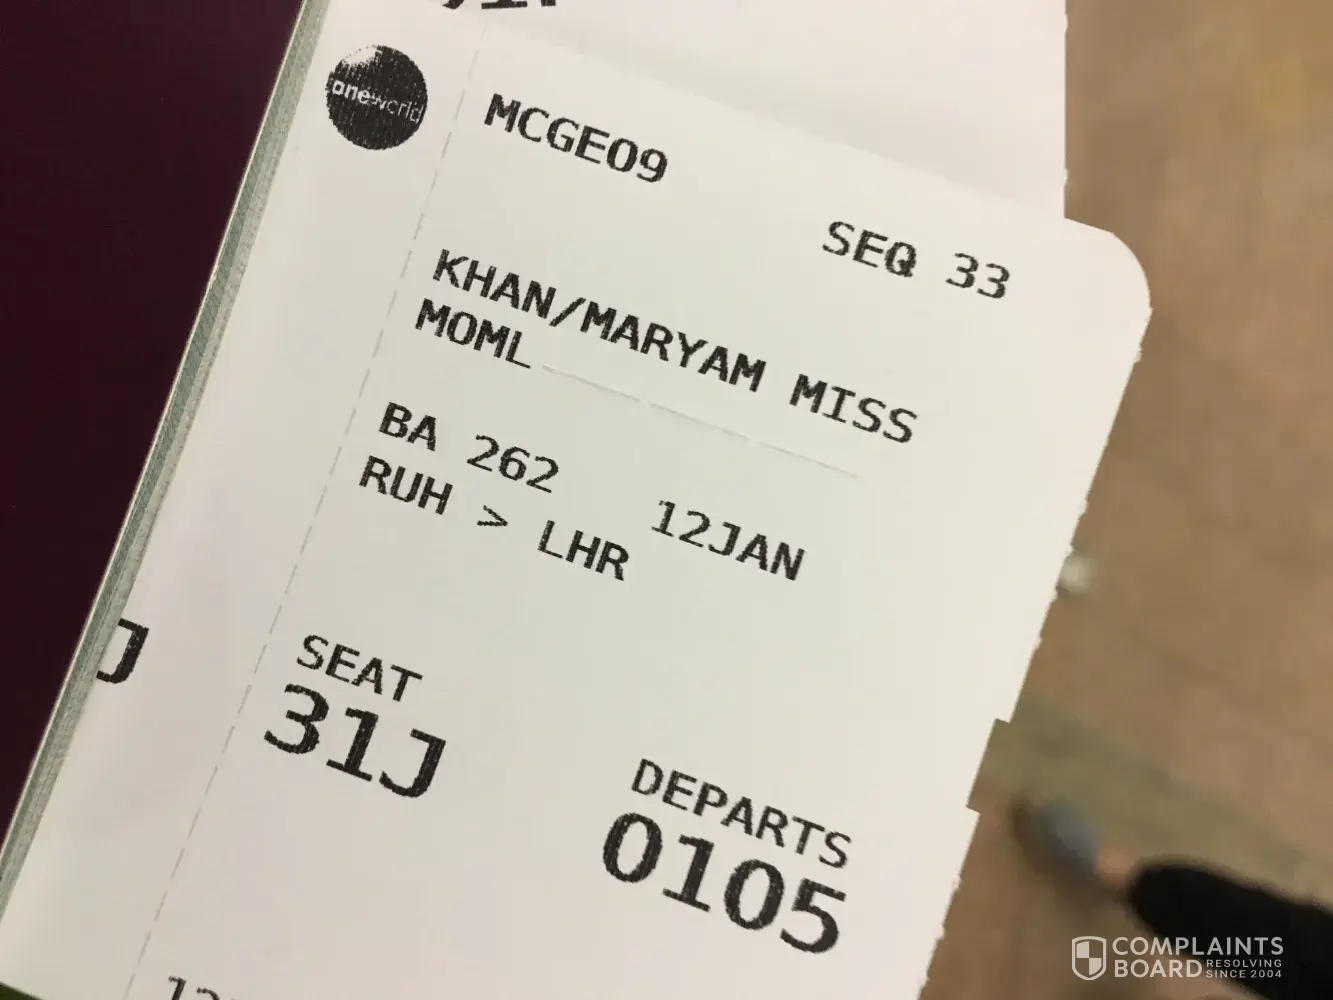 oneworld
MCGEO9
SEQ 33
KHAN/MARYAM MISS
MOML
BA 262 12JAN
RUH > LHR
J
SEAT
31J
DEPARTS
0105
COMPLAINTS
BOARD RESOLVING
SINCE 2004